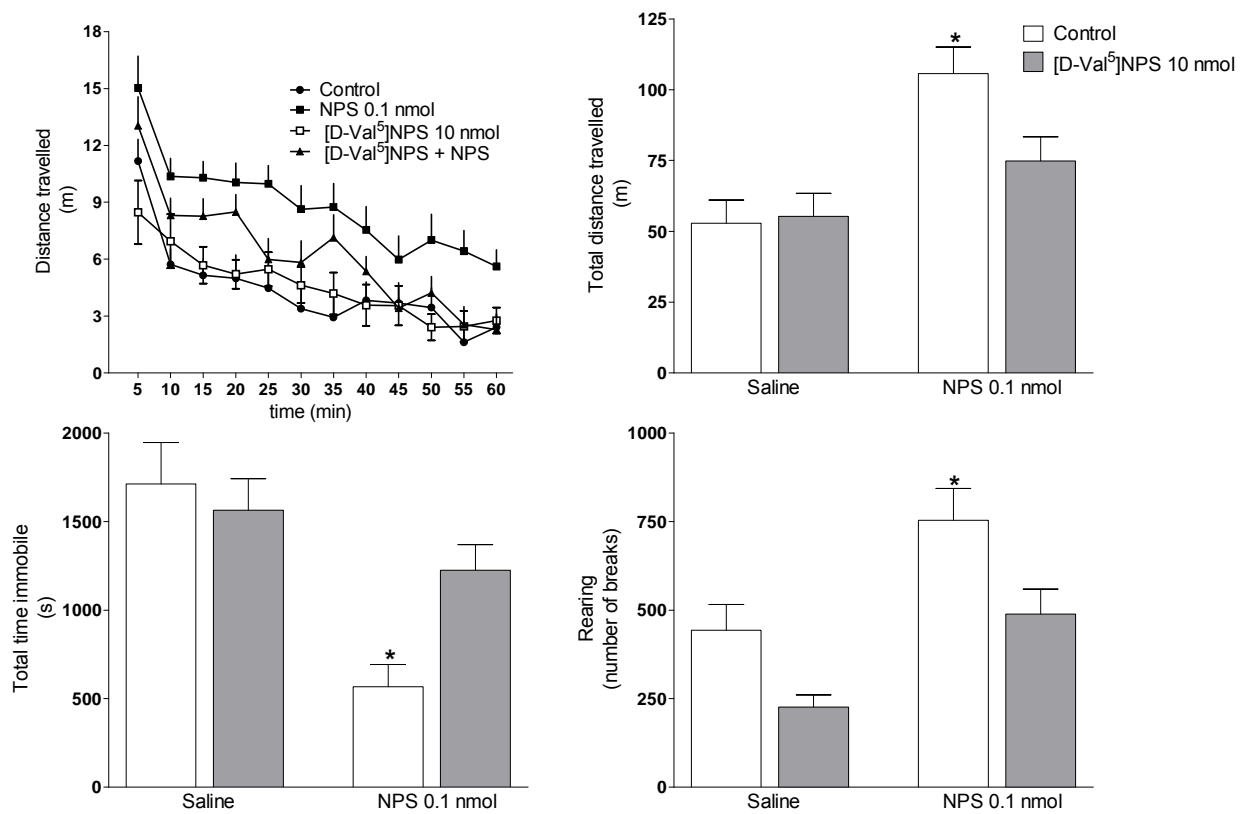 18
15
12
9
6
3
0
Distance travelled
(m)
Control
NPS 0.1 nmol
[D-Val⁵]NPS 10 nmol
[D-Val⁵]NPS + NPS
5 10 15 20 25 30 35 40 45 50 55 60
time (min)
125
100
75
50
25
0
Total distance travelled
(m)
*
Control
[D-Val⁵]NPS 10 nmol
Saline NPS 0.1 nmol
2000
1500
1000
500
0
Total time immobile
(s)
*
Saline NPS 0.1 nmol
1000
750
500
250
0
Rearing
(number of breaks)
*
Saline NPS 0.1 nmol